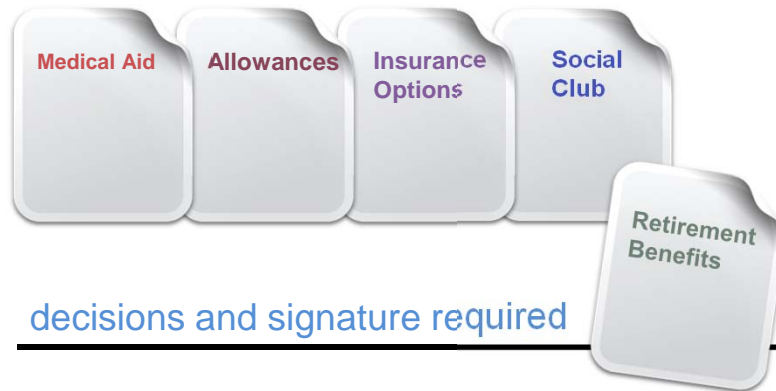 Medical Aid
Allowances
Insurance
Options
Social
Club
Retirement
Benefits
decisions and signature required